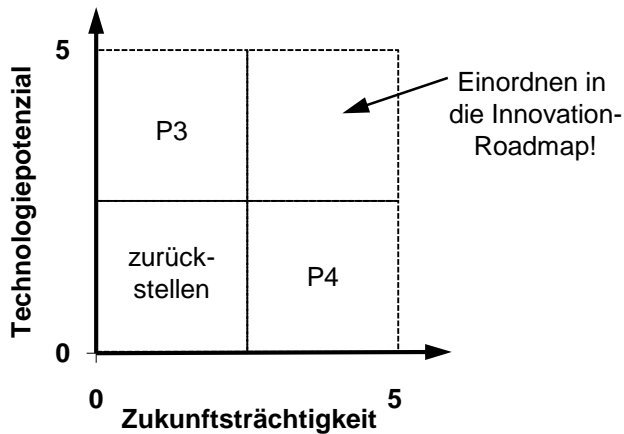 Technologiepotenzial
5
P3
Einordnen in
die Innovation-
Roadmap!
zurück-
stellen
P4
0
0
5
Zukunftsträchtigkeit